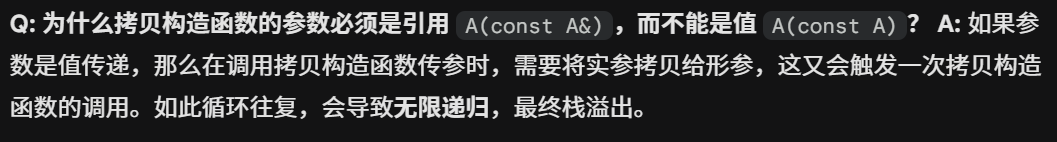 Q: 为什么拷贝构造函数的参数必须是引用 A(const A&) ，而不能是值 A(const A) ？ A: 如果参
数是值传递，那么在调用拷贝构造函数传参时，需要将实参拷贝给形参，这又会触发一次拷贝构造
函数的调用。如此循环往复，会导致无限递归，最终栈溢出。